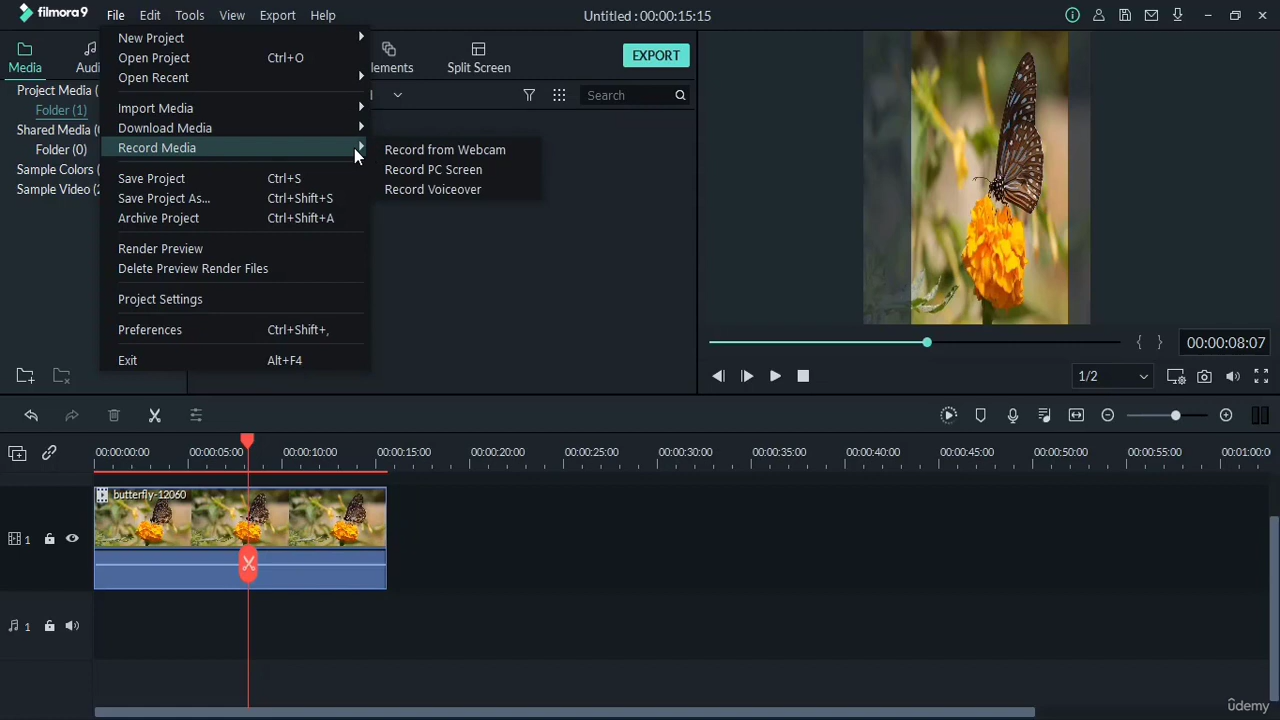 filmora9
File Edit Tools View Export Help
Untitled : 00:00:15:15
Media
Audi
lements
Split Screen
EXPORT
Project Media (
Folder (1)
Shared Media (
Folder (0)
Sample Colors (
Sample Video (2
Search
New Project
Open Project Ctrl+O
Open Recent
Import Media
Download Media
Record Media
Record from Webcam
Record PC Screen
Record Voiceover
Save Project Ctrl+S
Save Project As... Ctrl+Shift+S
Archive Project Ctrl+Shift+A
Render Preview
Delete Preview Render Files
Project Settings
Preferences Ctrl+Shift+,
Exit Alt+F4
{ } 00:00:08:07
1/2
00:00:00:00 00:00:05:00 00:00:10:00 00:00:15:00 00:00:20:00 00:00:25:00 00:00:30:00 00:00:35:00 00:00:40:00 00:00:45:00 00:00:50:00 00:00:55:00 00:01:00:0
butterfly-12060
1
1
ûdemy